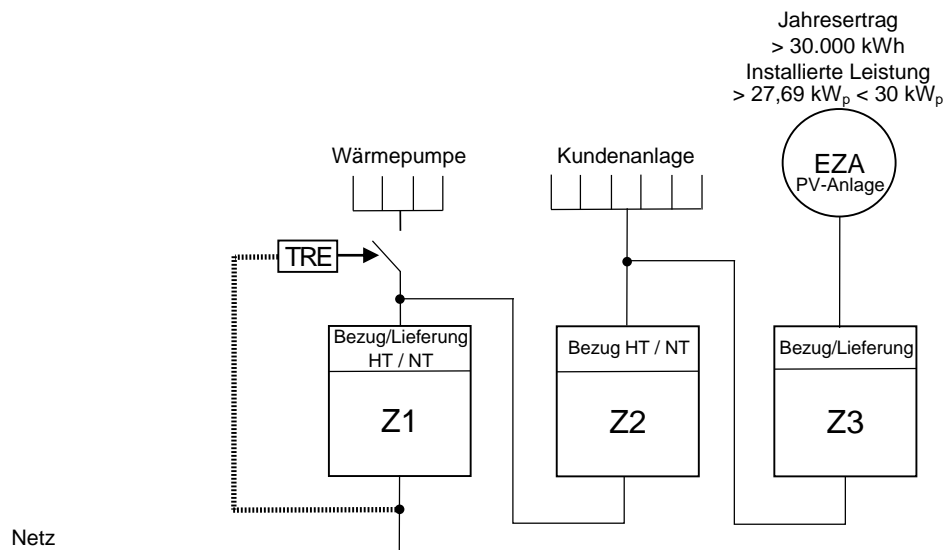 Jahresertrag
> 30.000 kWh
Installierte Leistung
> 27,69 kWp < 30 kWp
Wärmepumpe
Kundenanlage
EZA
PV-Anlage
TRE
Bezug/Lieferung
HT / NT
Bezug HT / NT
Bezug/Lieferung
Z1
Z2
Z3
Netz